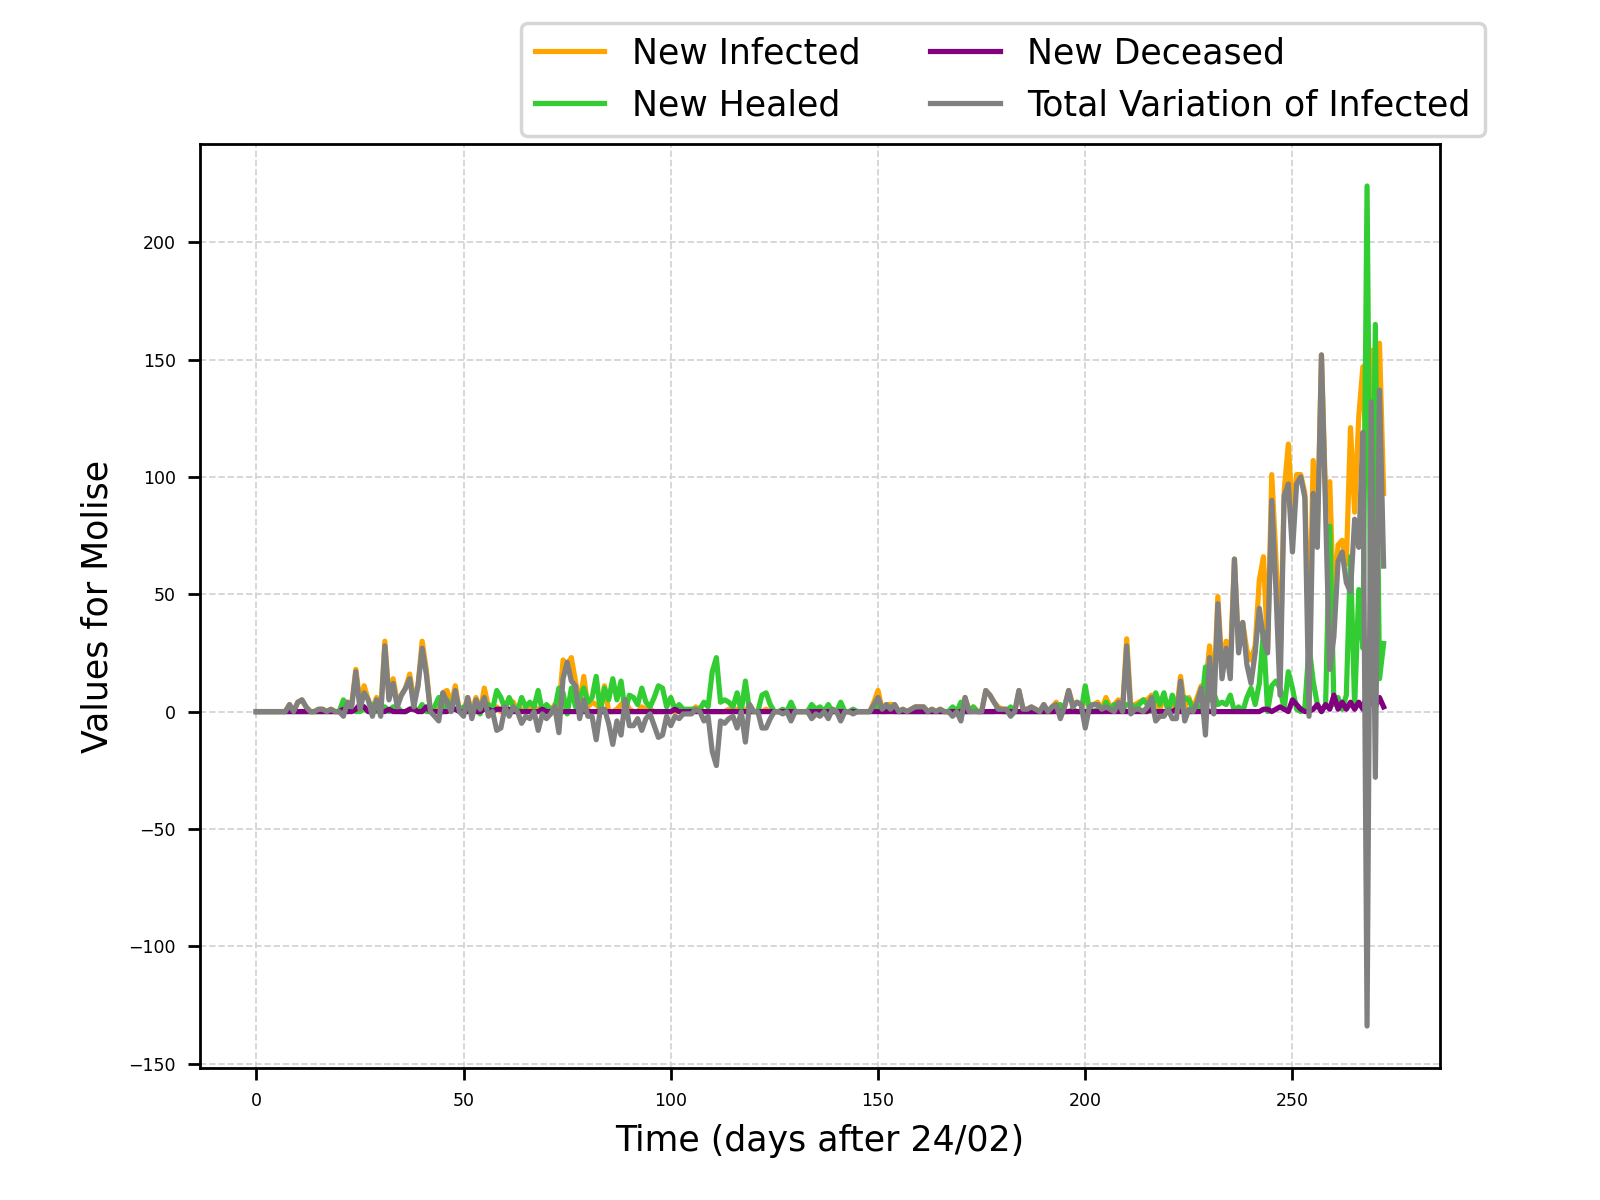 New Infected
New Healed
New Deceased
Total Variation of Infected
Values for Molise
200
150
100
50
0
−50
−100
−150
0 50 100 150 200 250
Time (days after 24/02)